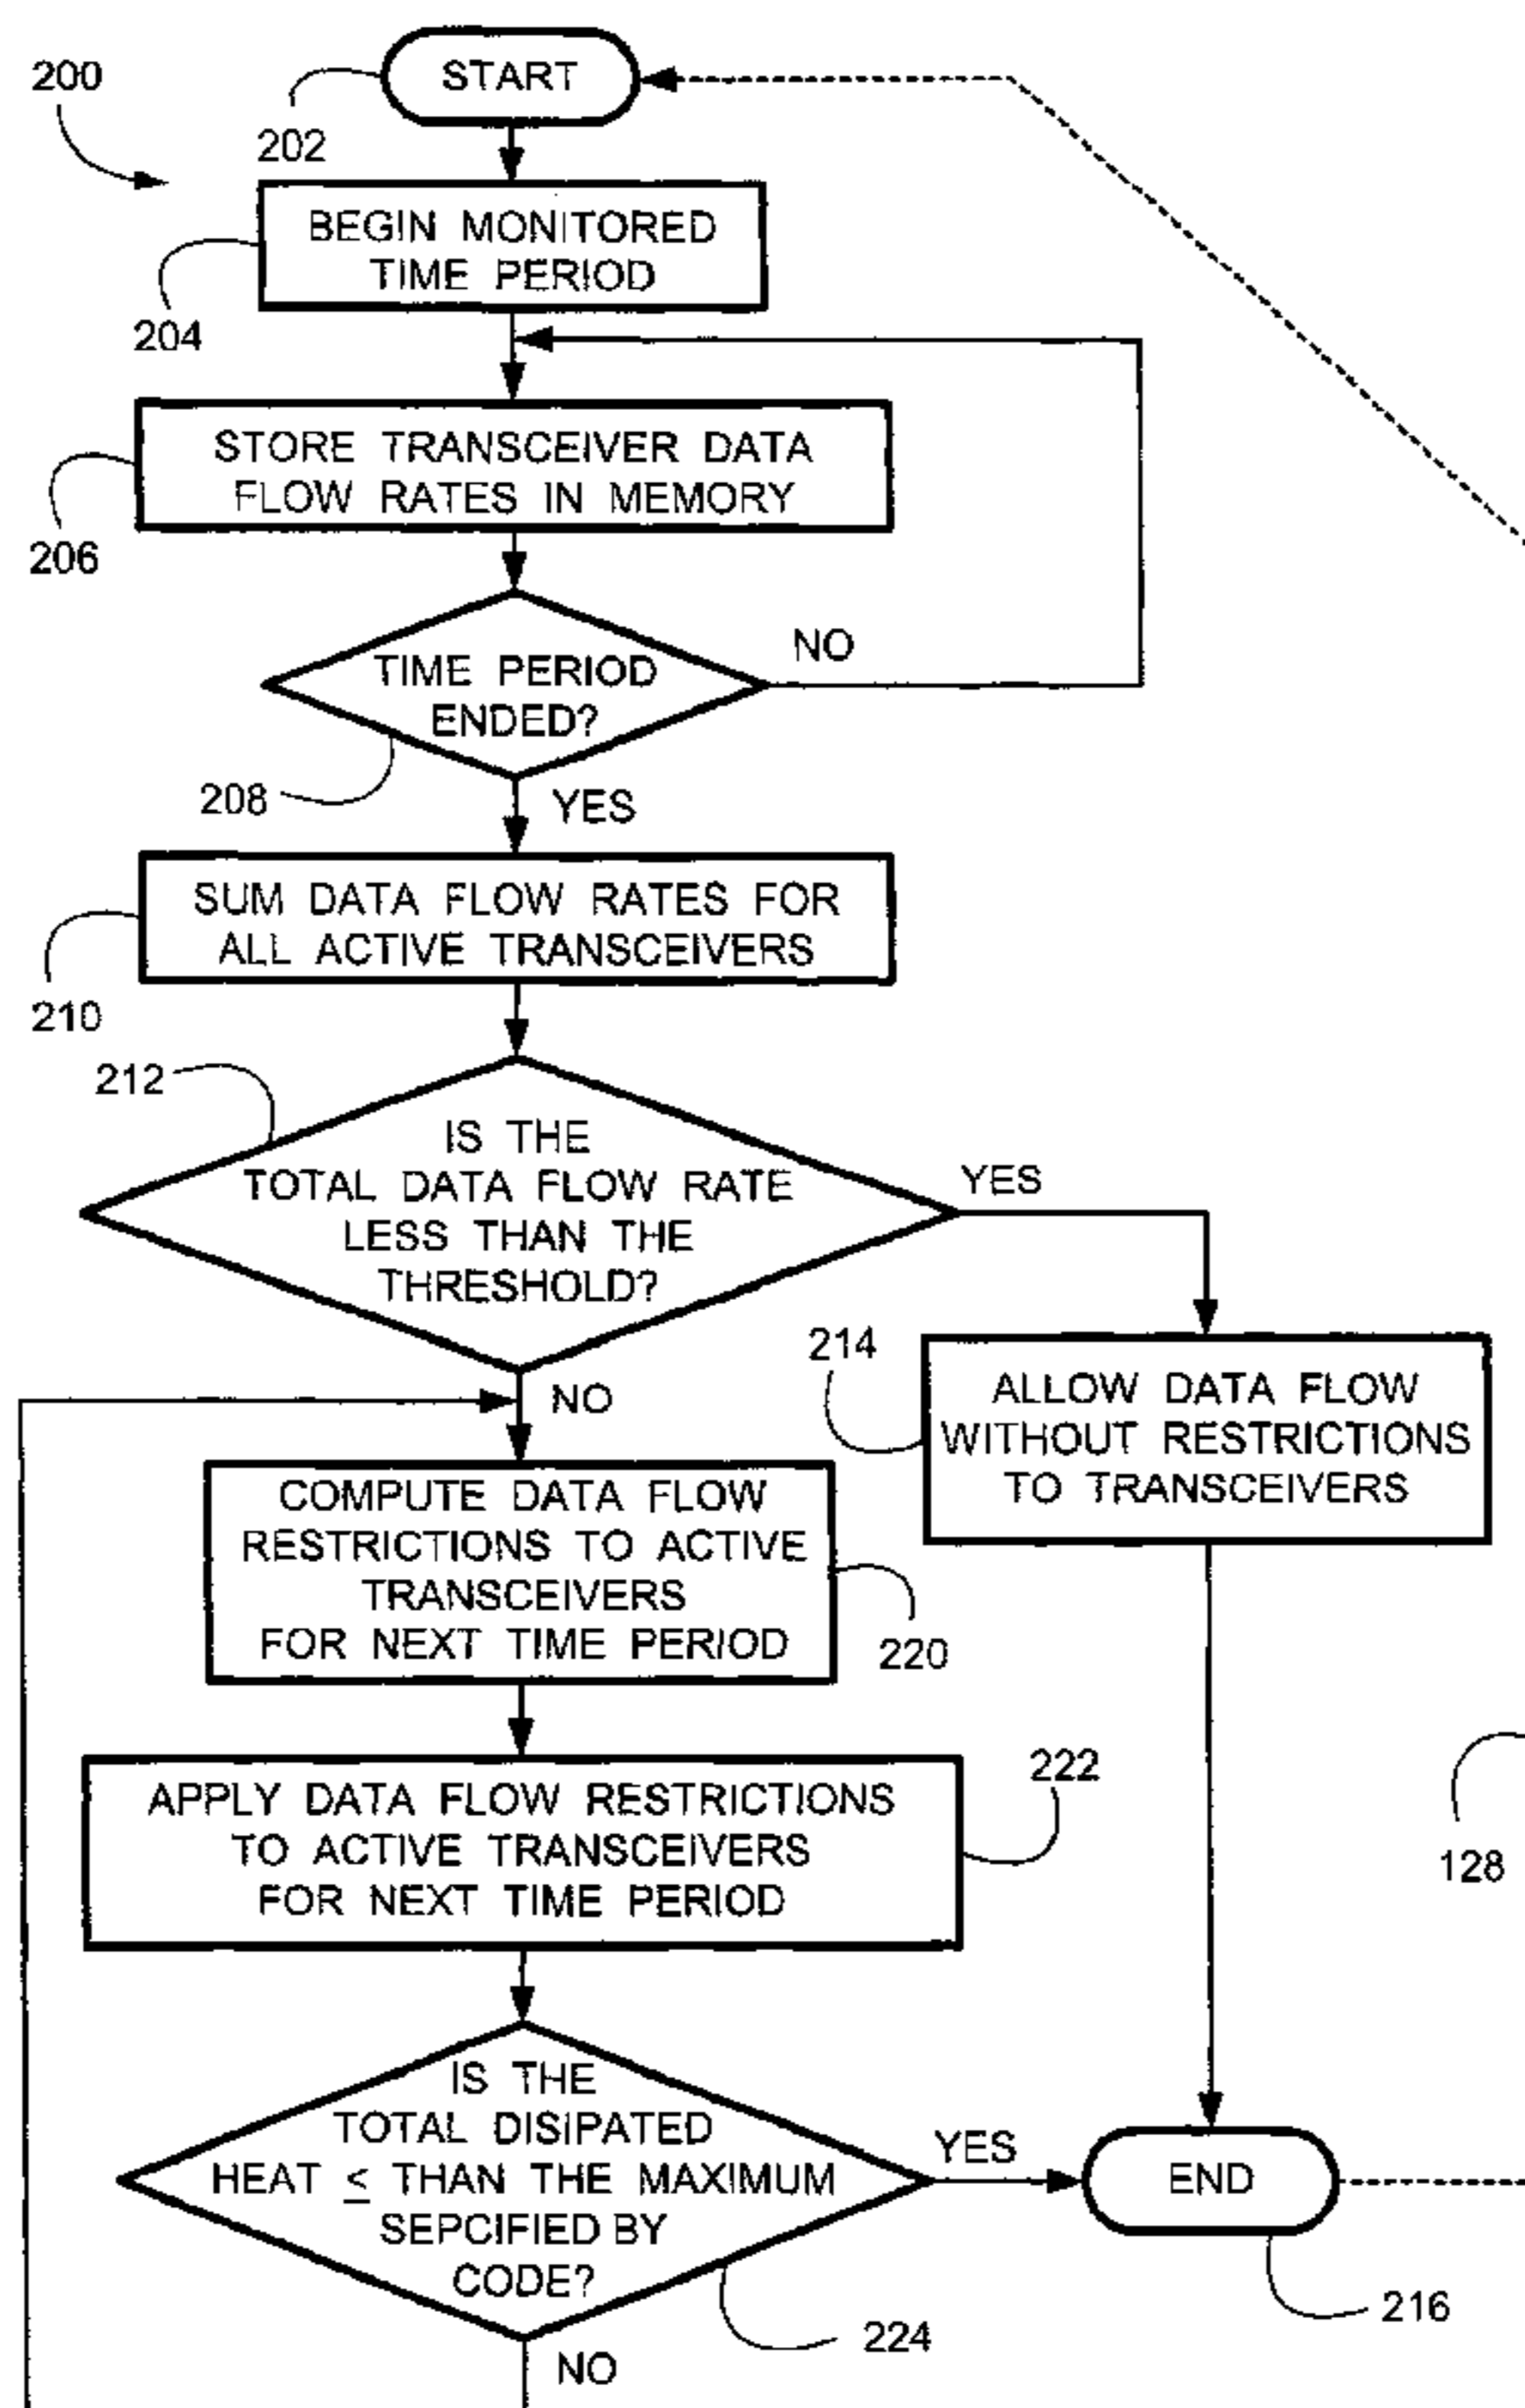 200
START
202
BEGIN MONITORED
TIME PERIOD
204
STORE TRANSCEIVER DATA
FLOW RATES IN MEMORY
206
TIME PERIOD
ENDED?
NO
208
YES
SUM DATA FLOW RATES FOR
ALL ACTIVE TRANSCEIVERS
210
212
IS THE
TOTAL DATA FLOW RATE
LESS THAN THE
THRESHOLD?
YES
NO
214
ALLOW DATA FLOW
WITHOUT RESTRICTIONS
TO TRANSCEIVERS
COMPUTE DATA FLOW
RESTRICTIONS TO ACTIVE
TRANSCEIVERS
FOR NEXT TIME PERIOD
220
APPLY DATA FLOW RESTRICTIONS
TO ACTIVE TRANSCEIVERS
FOR NEXT TIME PERIOD
222
128
IS THE
TOTAL DISIPATED
HEAT ≤ THAN THE MAXIMUM
SEPCIFIED BY
CODE?
YES
END
216
224
NO